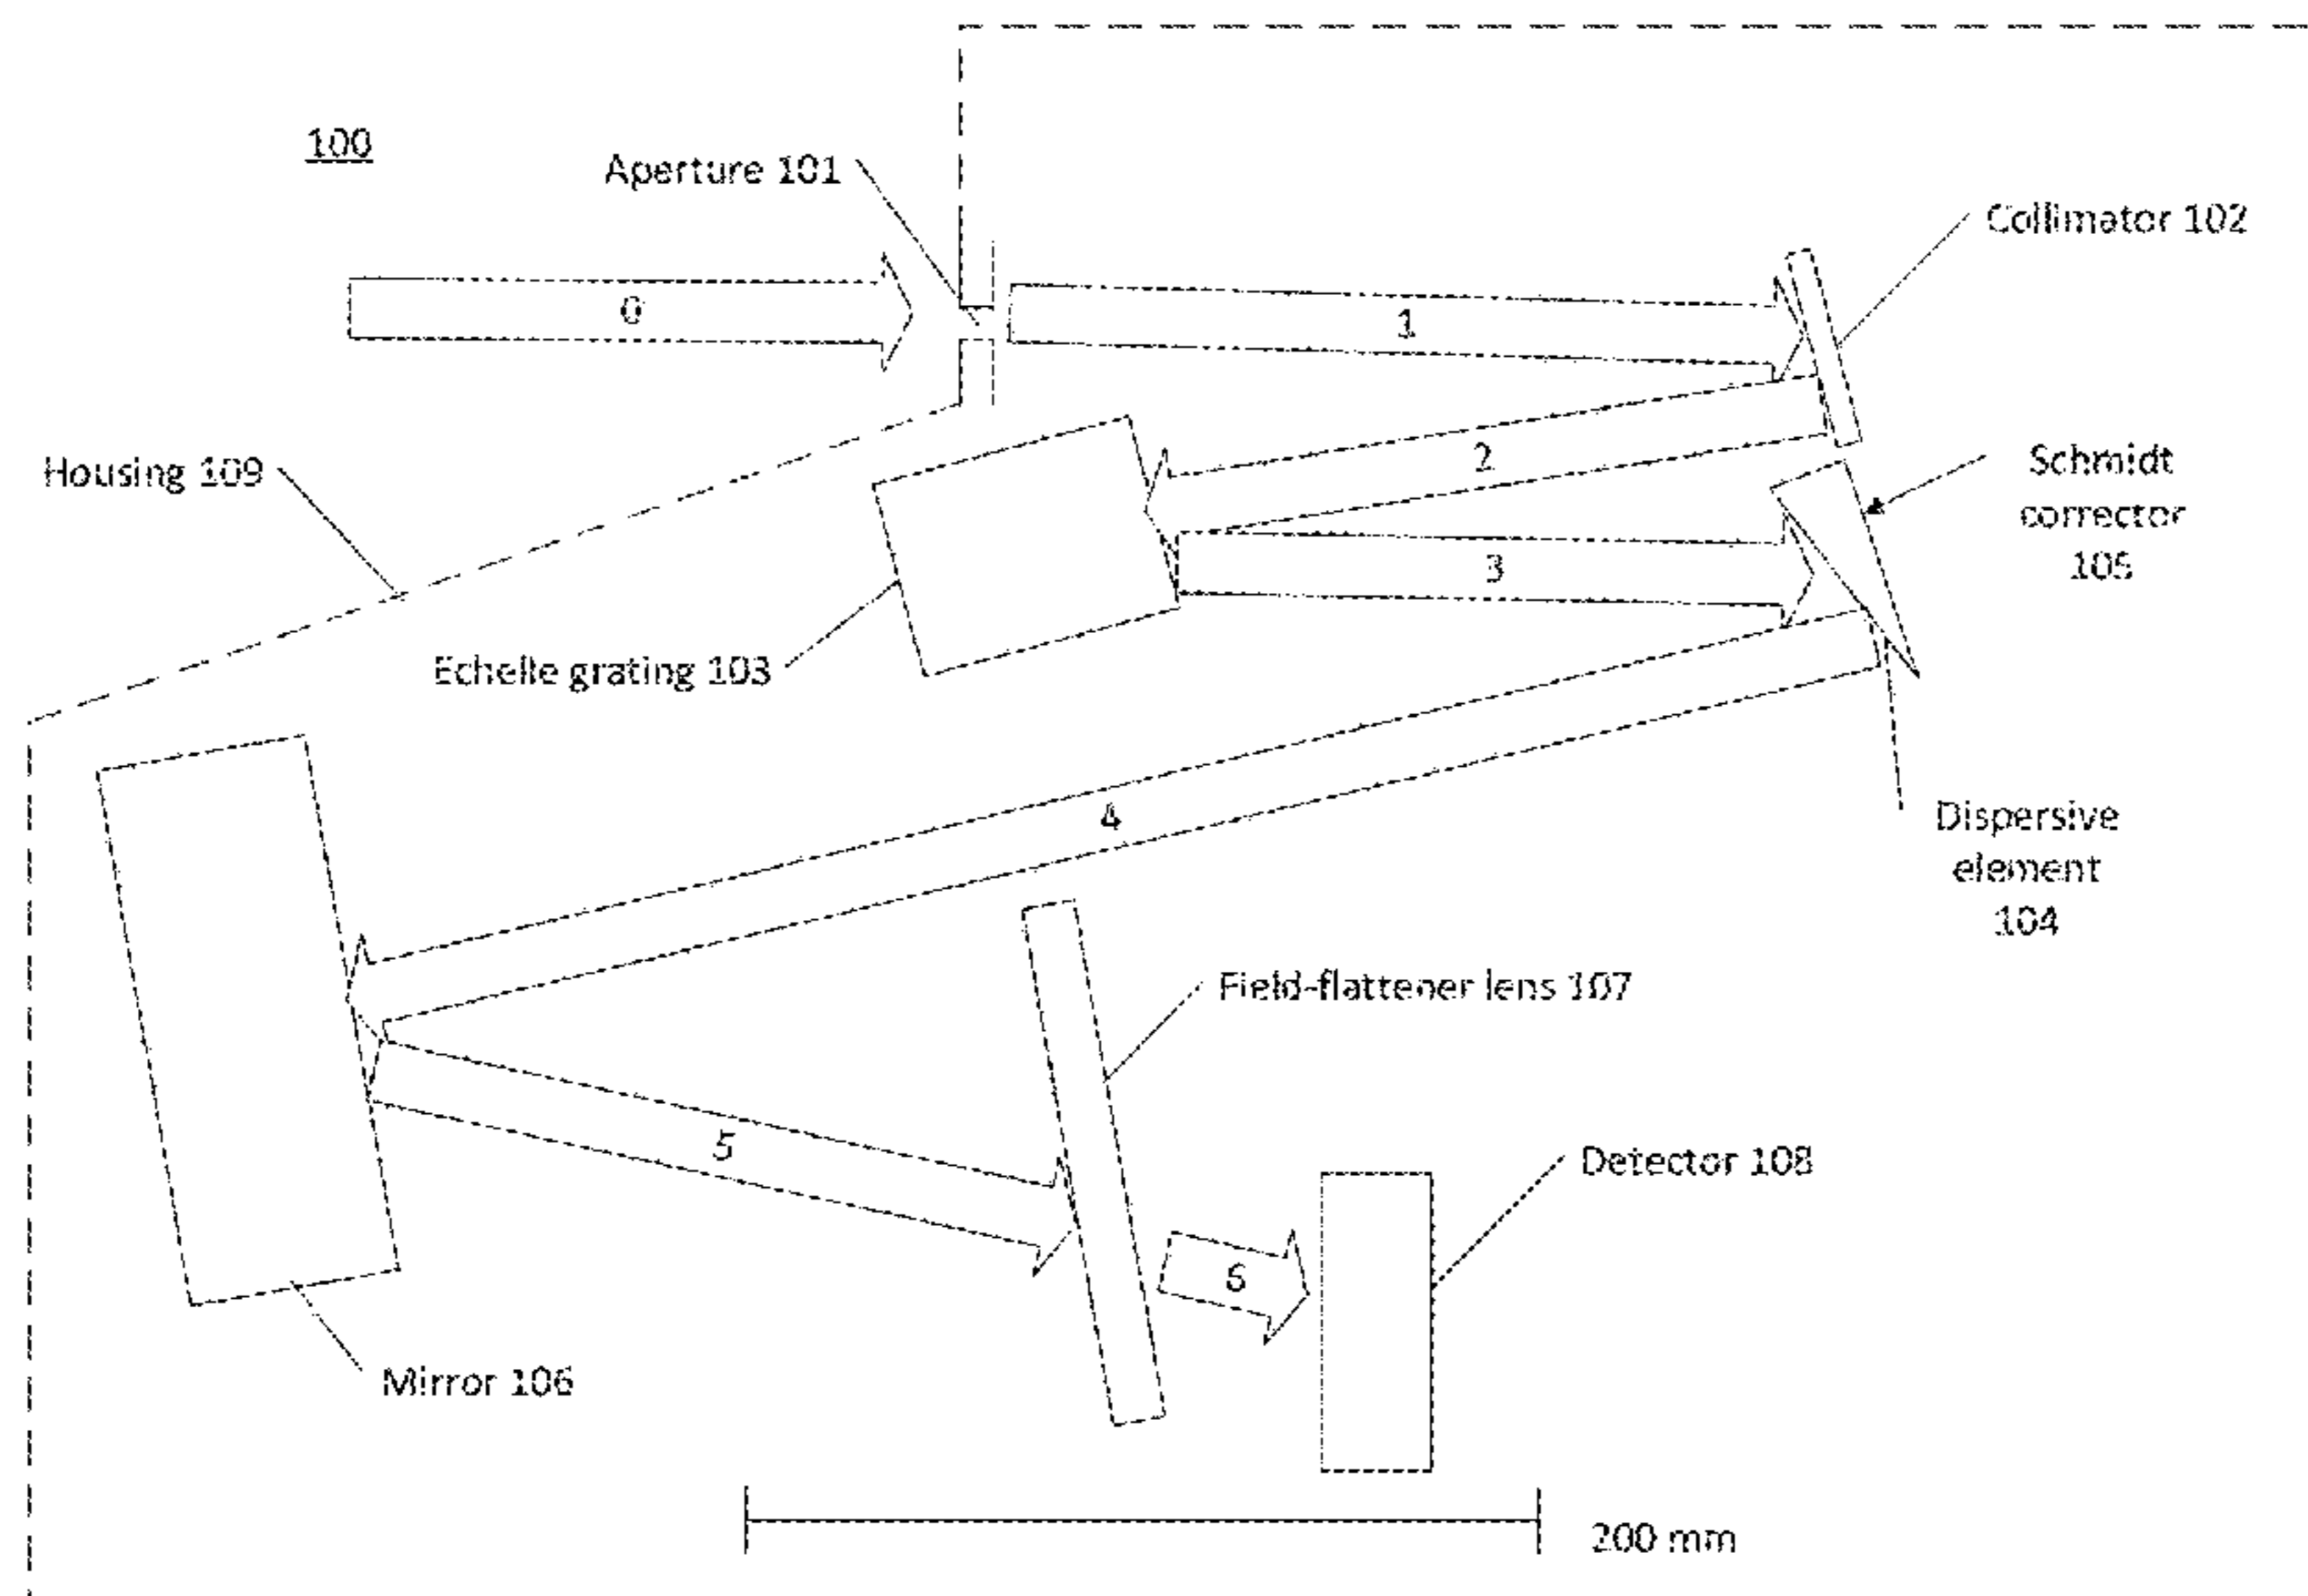 100
Aperture 101
Collimator 102
0
1
2
Housing 109
Schmidt
corrector
105
3
Echelle grating 103
4
Dispersive
element
104
Field-flattener lens 107
5
Detector 108
6
Mirror 106
200 mm